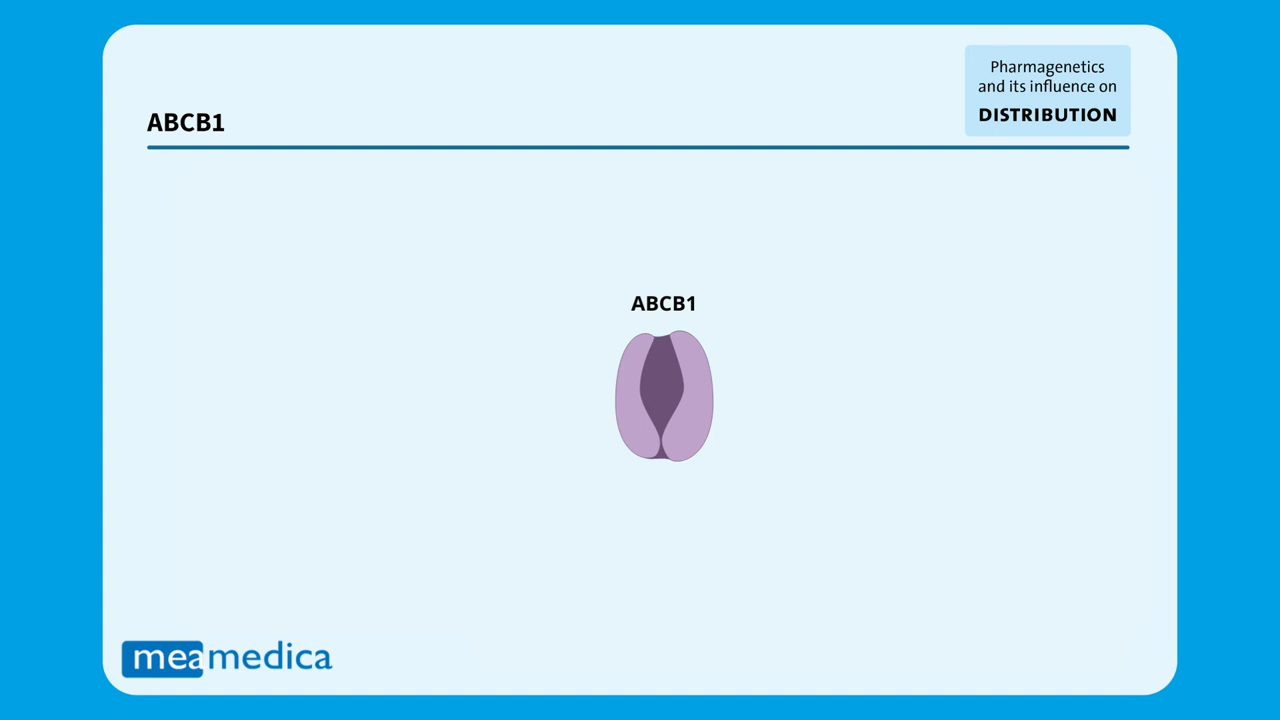 Pharmagenetics
and its influence on
DISTRIBUTION
ABCB1
ABCB1
meamedica